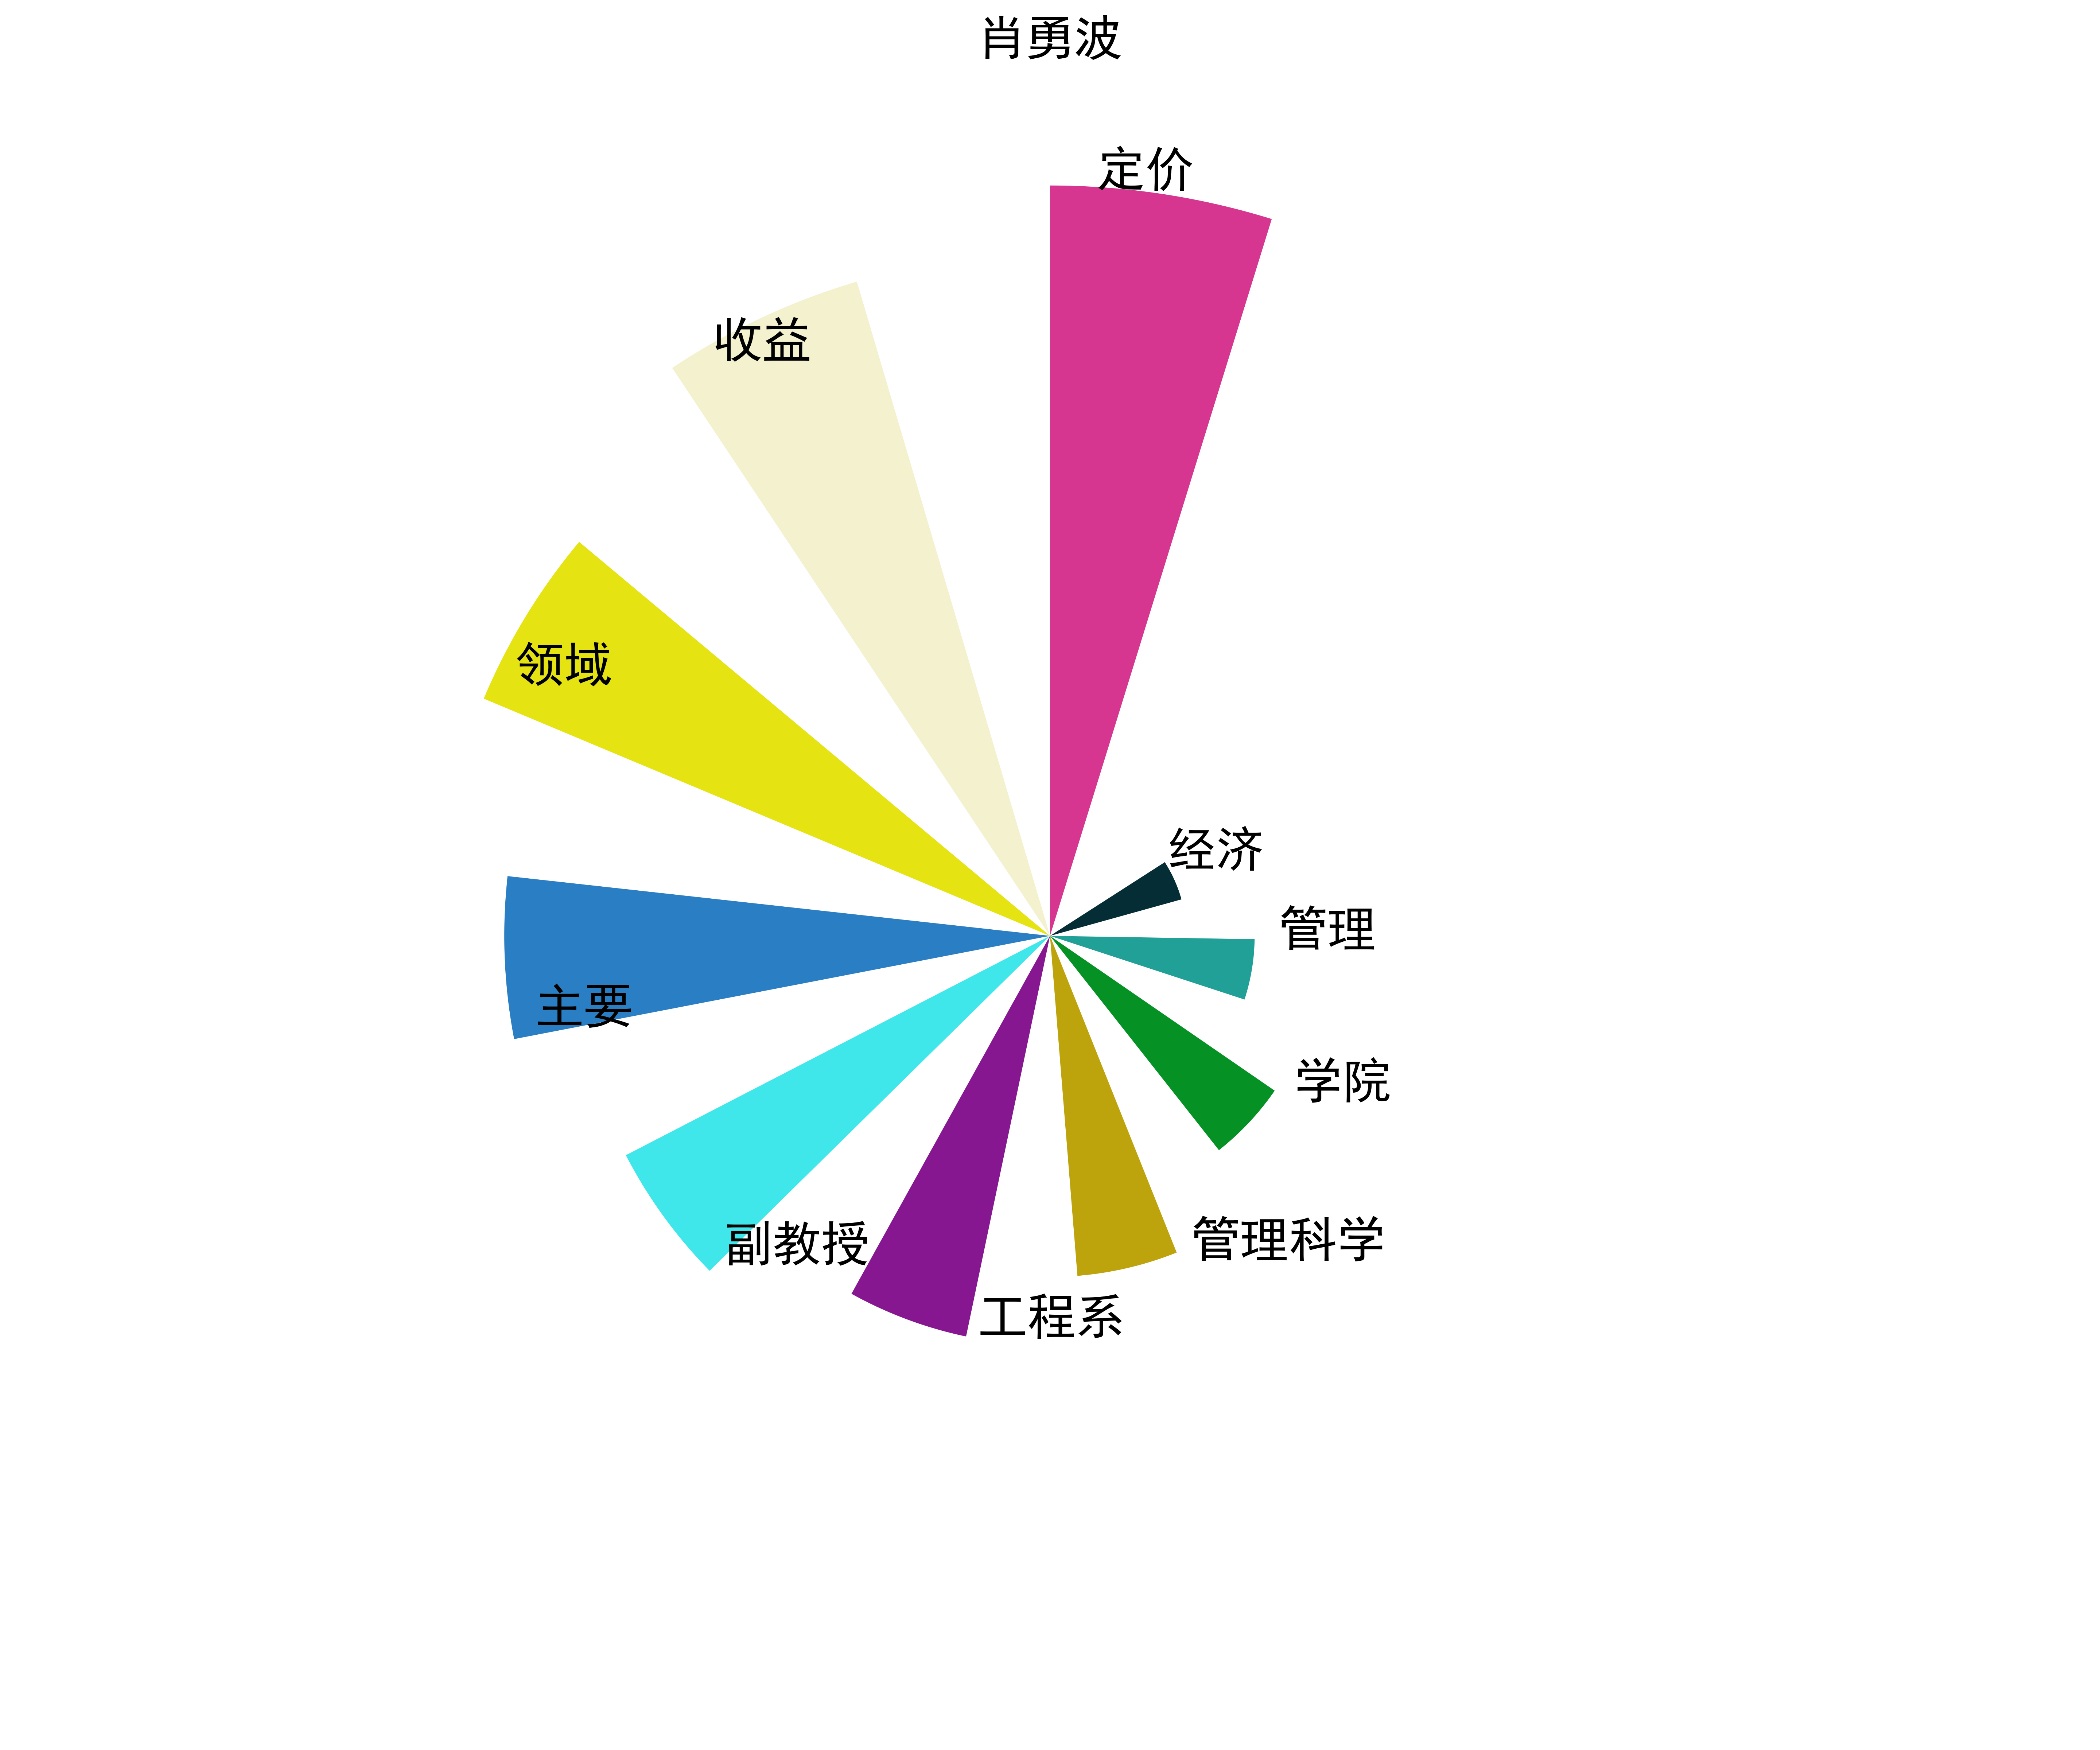 肖勇波
定价
收益
领域
经济
管理
主要
学院
副教授
管理科学
工程系